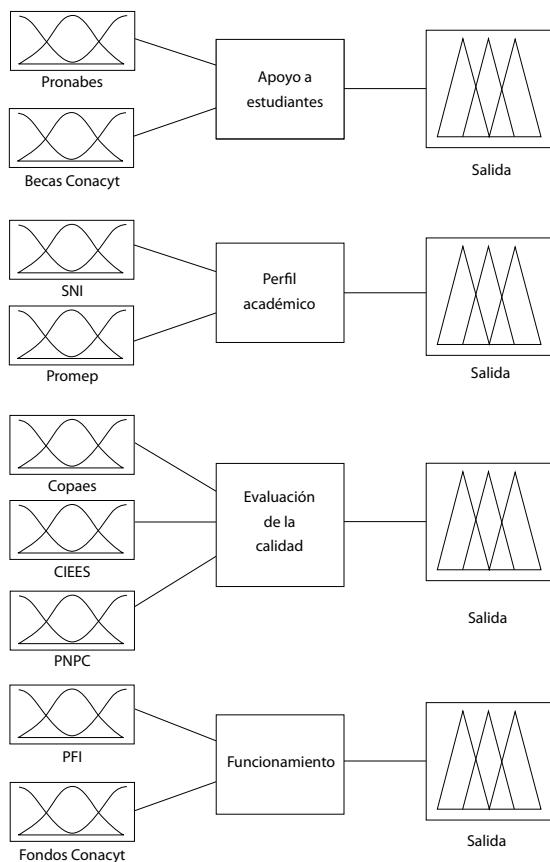 Pronabes
Apoyo a
estudiantes
Becas Conacyt
Salida
SNI
Perfil
académico
Promep
Salida
Copaes
Evaluación
de la
calidad
CIEES
PNPC
Salida
PFI
Funcionamiento
Fondos Conacyt
Salida